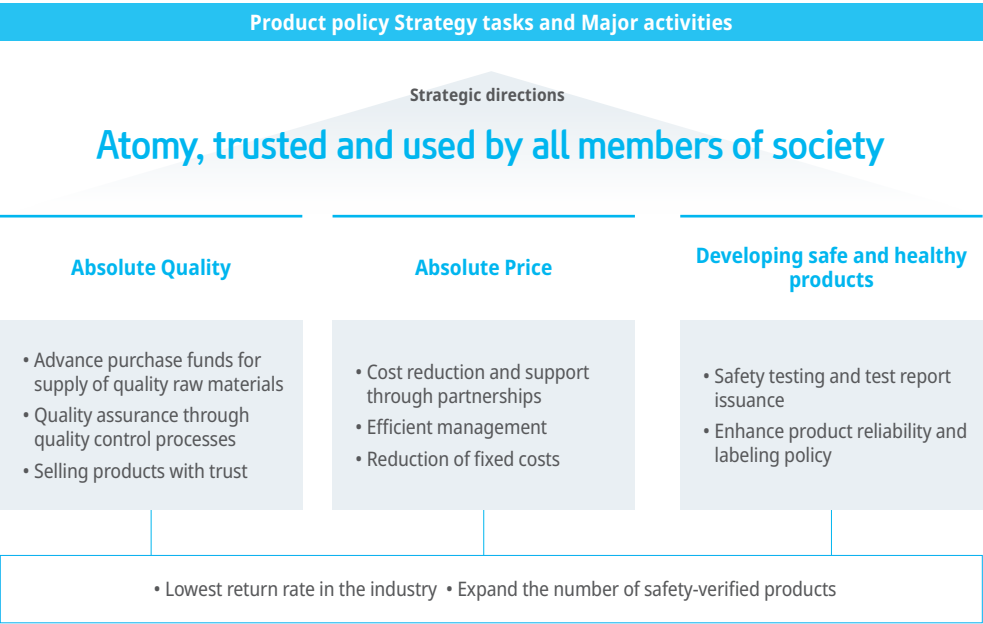 Product policy Strategy tasks and Major activities
Strategic directions
Atomy, trusted and used by all members of society
Absolute Quality
• Advance purchase funds for
supply of quality raw materials
• Quality assurance through
quality control processes
• Selling products with trust
Absolute Price
• Cost reduction and support
through partnerships
• Efficient management
• Reduction of fixed costs
Developing safe and healthy
products
• Safety testing and test report
issuance
• Enhance product reliability and
labeling policy
• Lowest return rate in the industry • Expand the number of safety-verified products